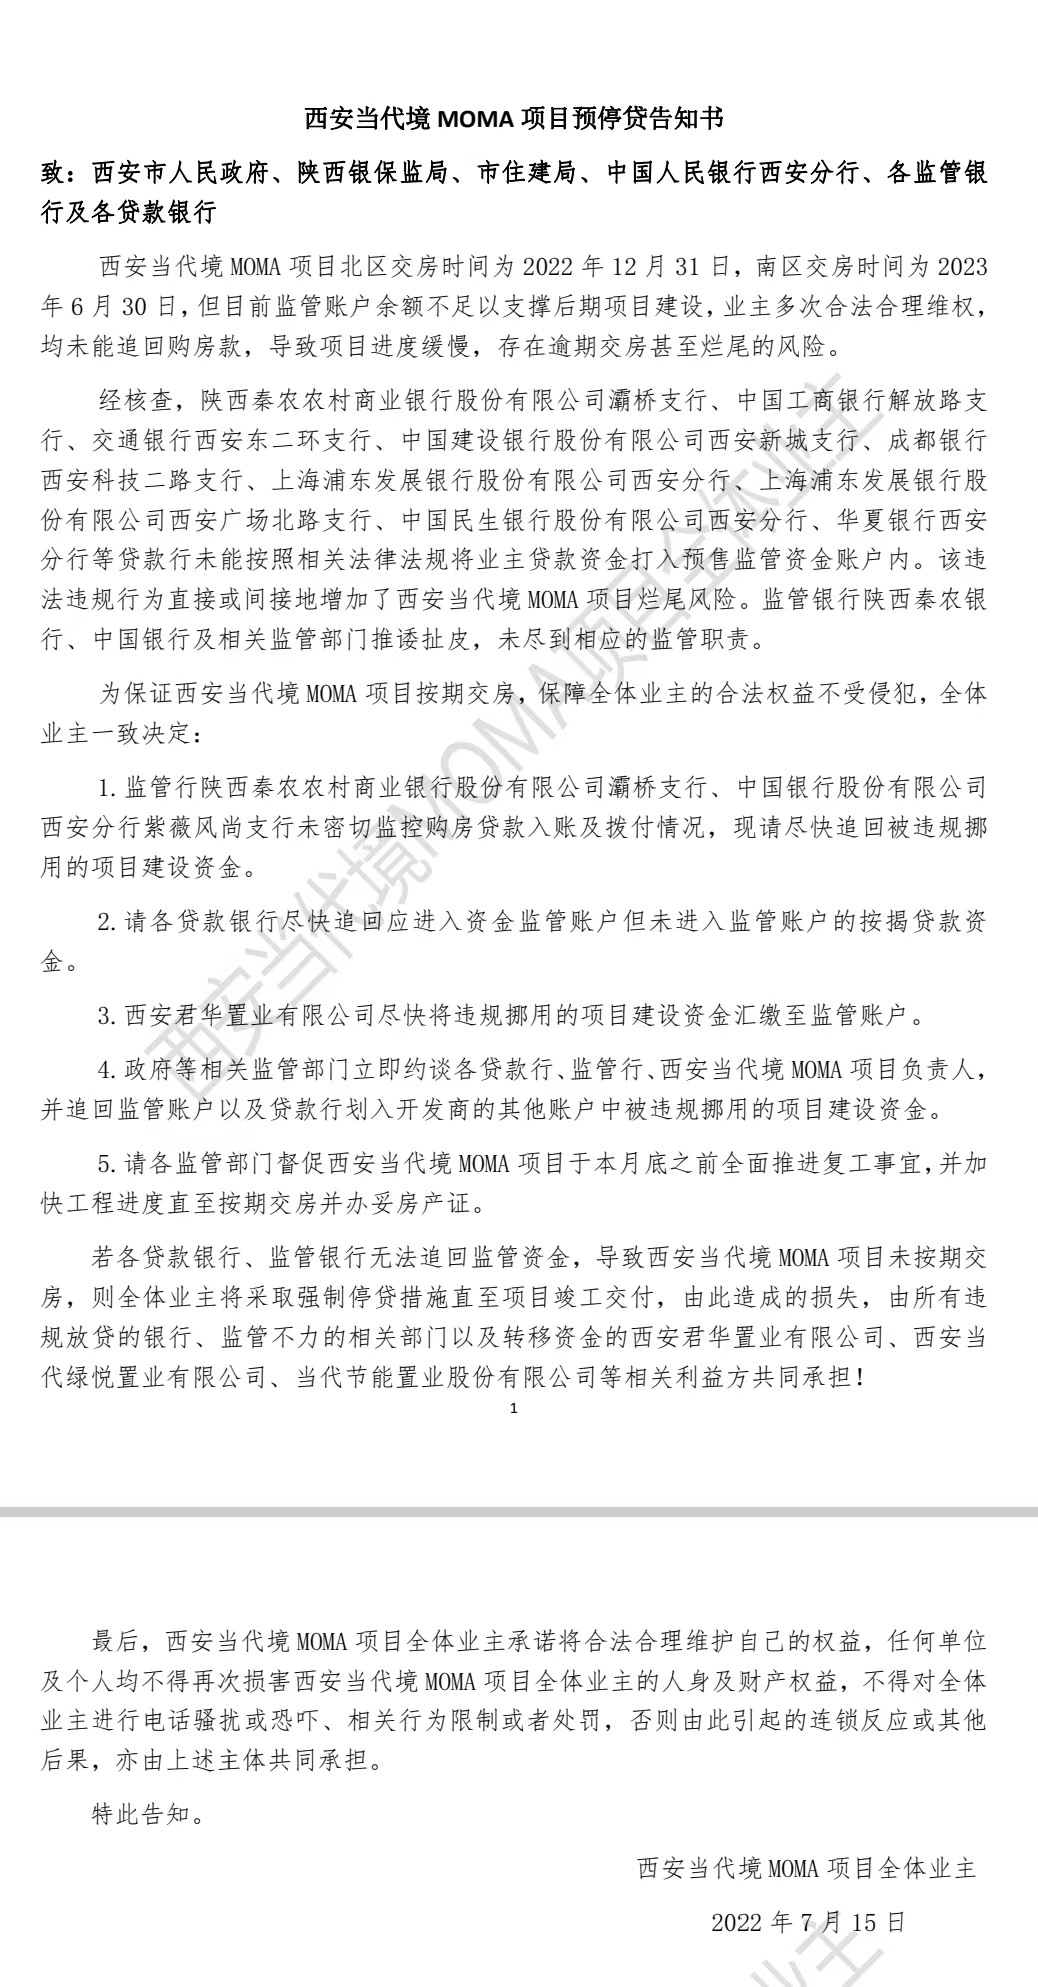 西安当代境 MOMA 项目预停贷告知书
致：西安市人民政府、陕西银保监局、市住建局、中国人民银行西安分行、各监管银
行及各贷款银行
西安当代境 MOMA 项目北区交房时间为 2022 年 12 月 31 日，南区交房时间为 2023
年 6 月 30 日，但目前监管账户余额不足以支撑后期项目建设，业主多次合法合理维权，
均未能追回购房款，导致项目进度缓慢，存在逾期交房甚至烂尾的风险。
经核查，陕西秦农农村商业银行股份有限公司灞桥支行、中国工商银行解放路支
行、交通银行西安东二环支行、中国建设银行股份有限公司西安新城支行、成都银行
西安科技二路支行、上海浦东发展银行股份有限公司西安分行、上海浦东发展银行股
份有限公司西安广场北路支行、中国民生银行股份有限公司西安分行、华夏银行西安
分行等贷款行未能按照相关法律法规将业主贷款资金打入预售监管资金账户内。该违
法违规行为直接或间接地增加了西安当代境 MOMA 项目烂尾风险。监管银行陕西秦农银
行、中国银行及相关监管部门推诿扯皮，未尽到相应的监管职责。
为保证西安当代境 MOMA 项目按期交房，保障全体业主的合法权益不受侵犯，全体
业主一致决定：
1.监管行陕西秦农农村商业银行股份有限公司灞桥支行、中国银行股份有限公司
西安分行紫薇风尚支行未密切监控购房贷款入账及拨付情况，现请尽快追回被违规挪
用的项目建设资金。
2.请各贷款银行尽快追回应进入资金监管账户但未进入监管账户的按揭贷款资
金。
3.西安君华置业有限公司尽快将违规挪用的项目建设资金汇缴至监管账户。
4.政府等相关监管部门立即约谈各贷款行、监管行、西安当代境 MOMA 项目负责人，
并追回监管账户以及贷款行划入开发商的其他账户中被违规挪用的项目建设资金。
5.请各监管部门督促西安当代境 MOMA 项目于本月底之前全面推进复工事宜，并加
快工程进度直至按期交房并办妥房产证。
若各贷款银行、监管银行无法追回监管资金，导致西安当代境 MOMA 项目未按期交
房，则全体业主将采取强制停贷措施直至项目竣工交付，由此造成的损失，由所有违
规放贷的银行、监管不力的相关部门以及转移资金的西安君华置业有限公司、西安当
代绿悦置业有限公司、当代节能置业股份有限公司等相关利益方共同承担！
1
西安当代境MOMA项目全体业主
最后，西安当代境 MOMA 项目全体业主承诺将合法合理维护自己的权益，任何单位
及个人均不得再次损害西安当代境 MOMA 项目全体业主的人身及财产权益，不得对全体
业主进行电话骚扰或恐吓、相关行为限制或者处罚，否则由此引起的连锁反应或其他
后果，亦由上述主体共同承担。
特此告知。
西安当代境 MOMA 项目全体业主
2022 年 7 月 15 日
业主